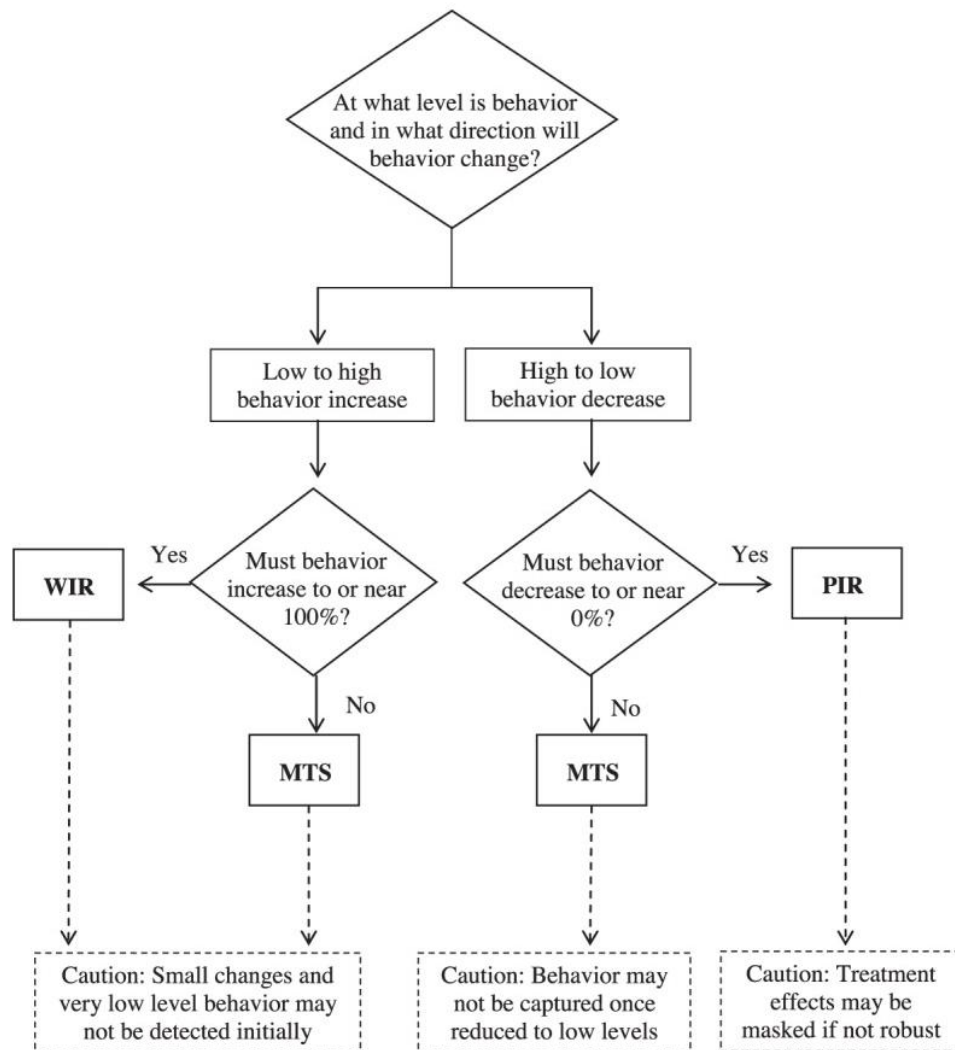 At what level is behavior
and in what direction will
behavior change?
Low to high
behavior increase
High to low
behavior decrease
Yes
Must behavior
increase to or near
100%?
WIR
Must behavior
decrease to or near
0%?
Yes
PIR
No
MTS
No
MTS
Caution: Small changes and
very low level behavior may
not be detected initially
Caution: Behavior may
not be captured once
reduced to low levels
Caution: Treatment
effects may be
masked if not robust